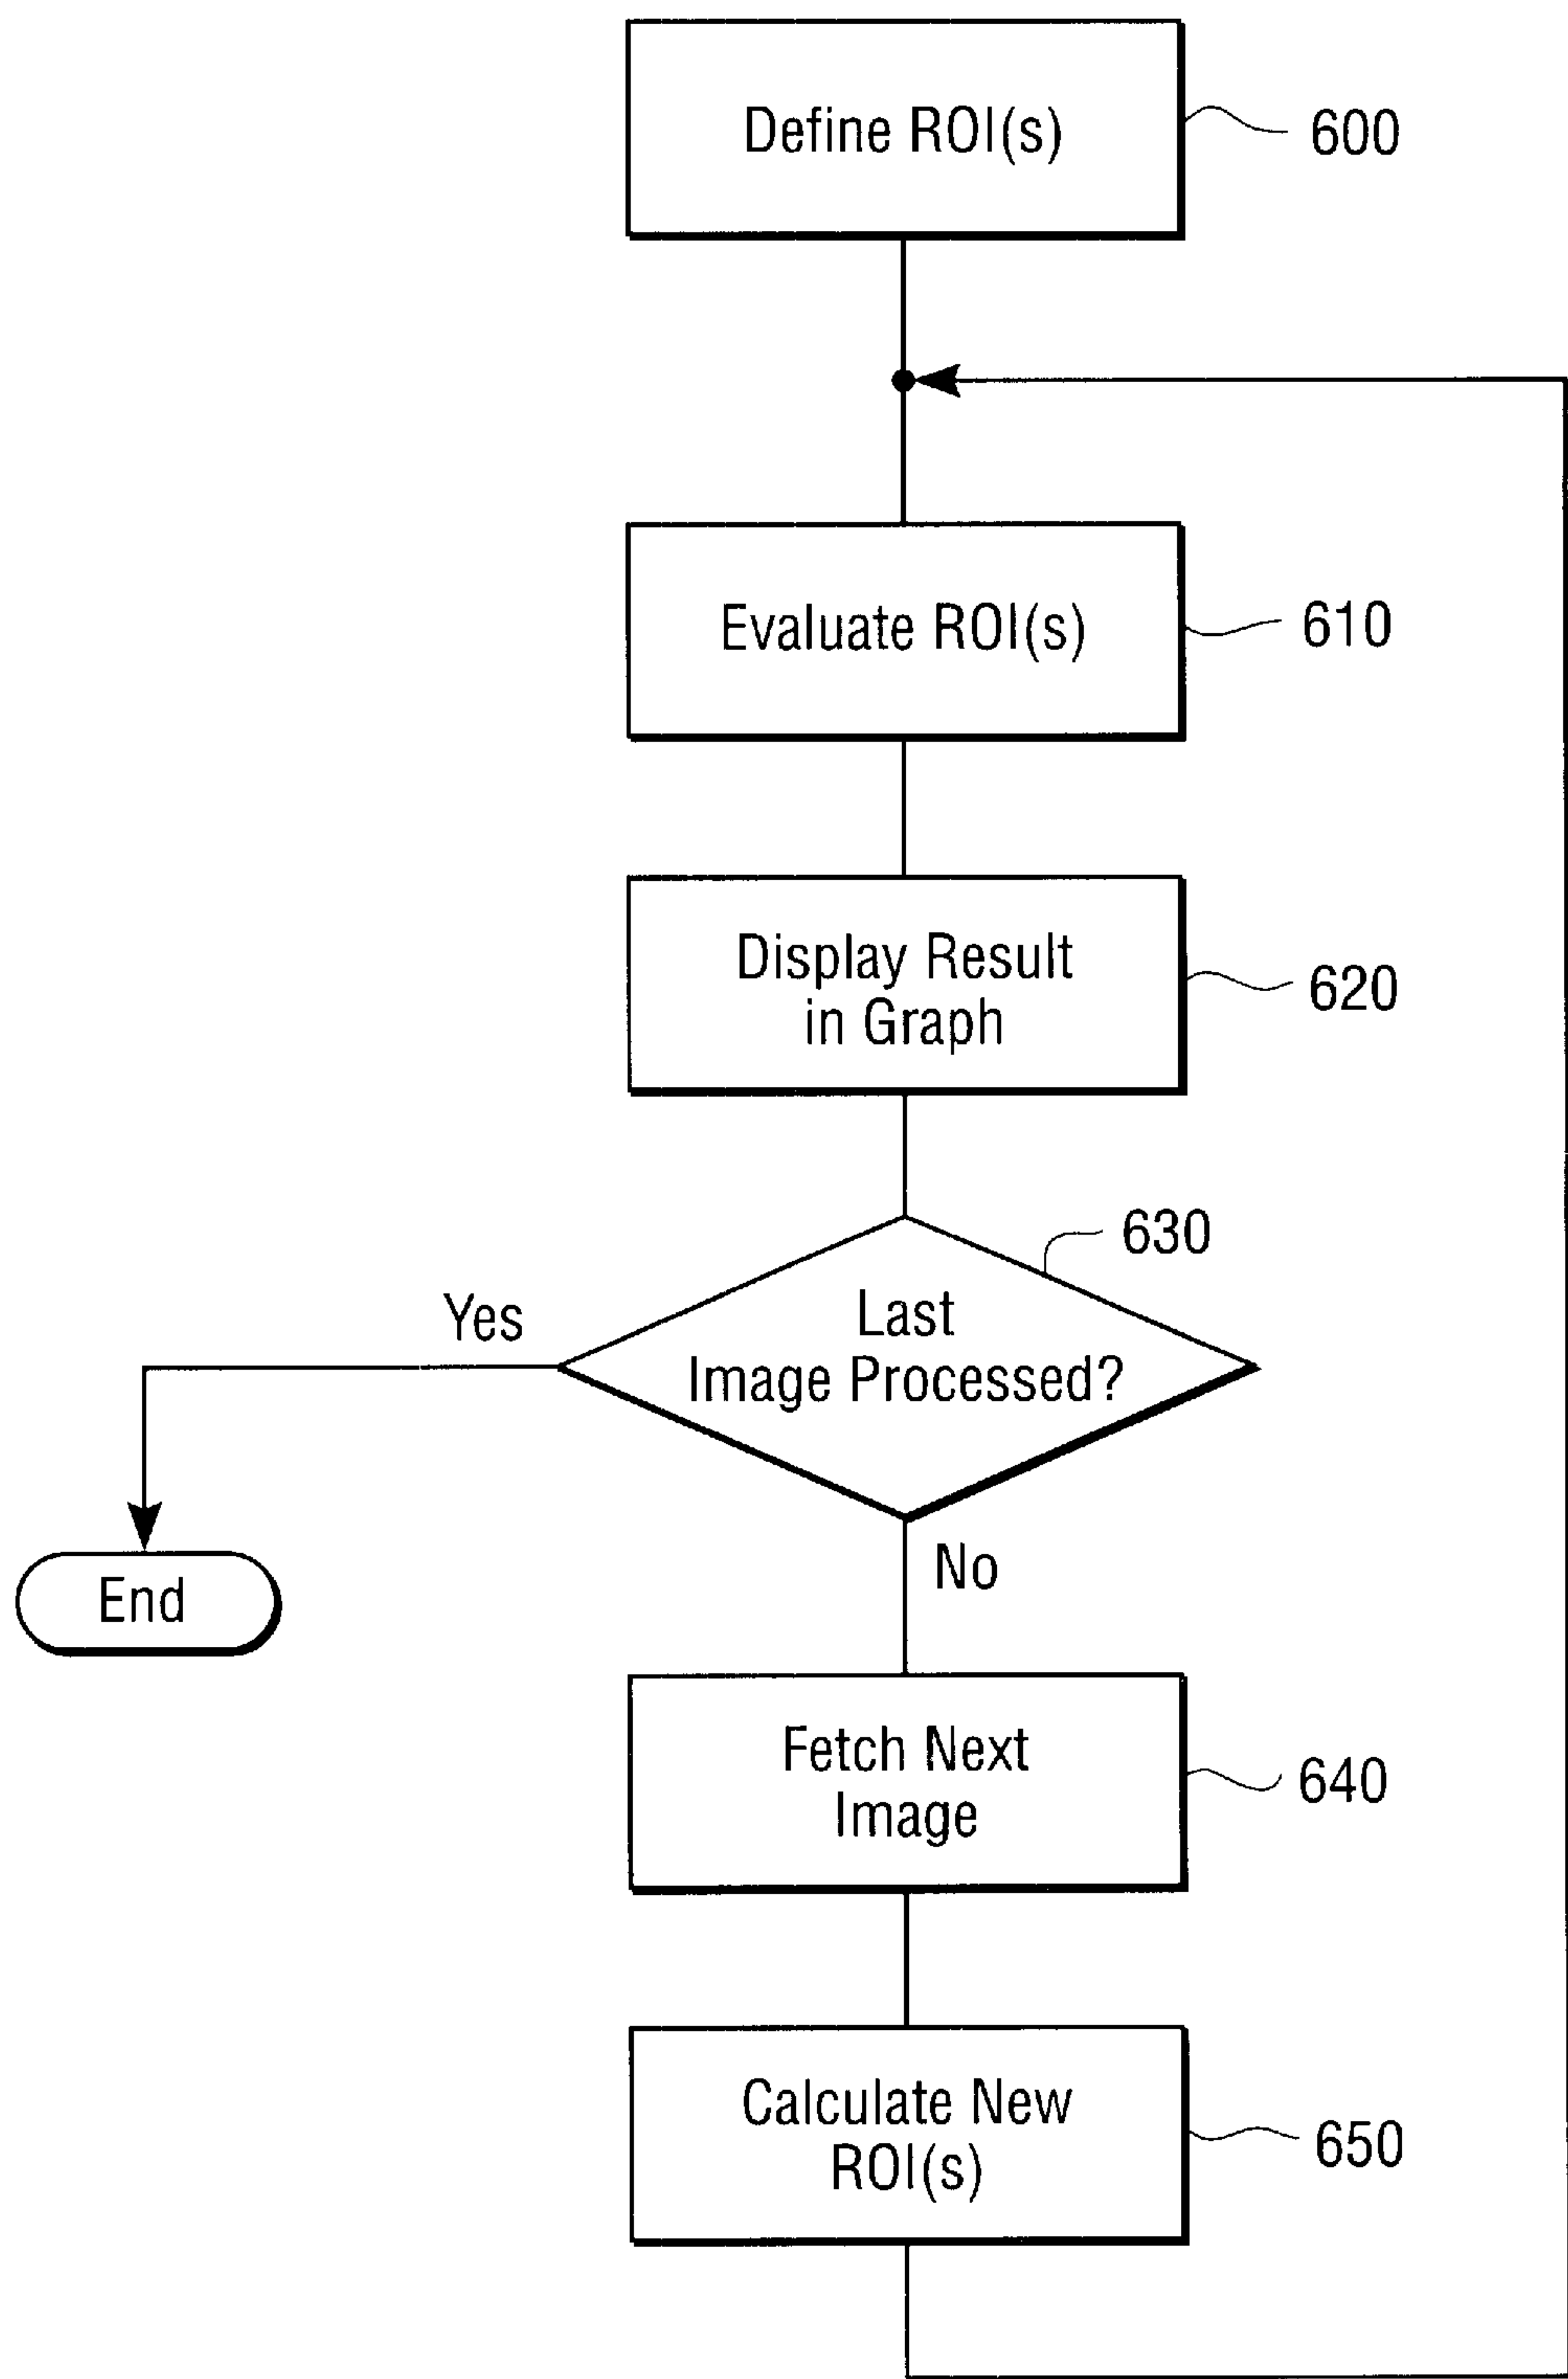 Define ROI(s)
600
Evaluate ROI(s)
610
Display Result
in Graph
620
630
Last
Image Processed?
Yes
End
No
Fetch Next
Image
640
Calculate New
ROI(s)
650